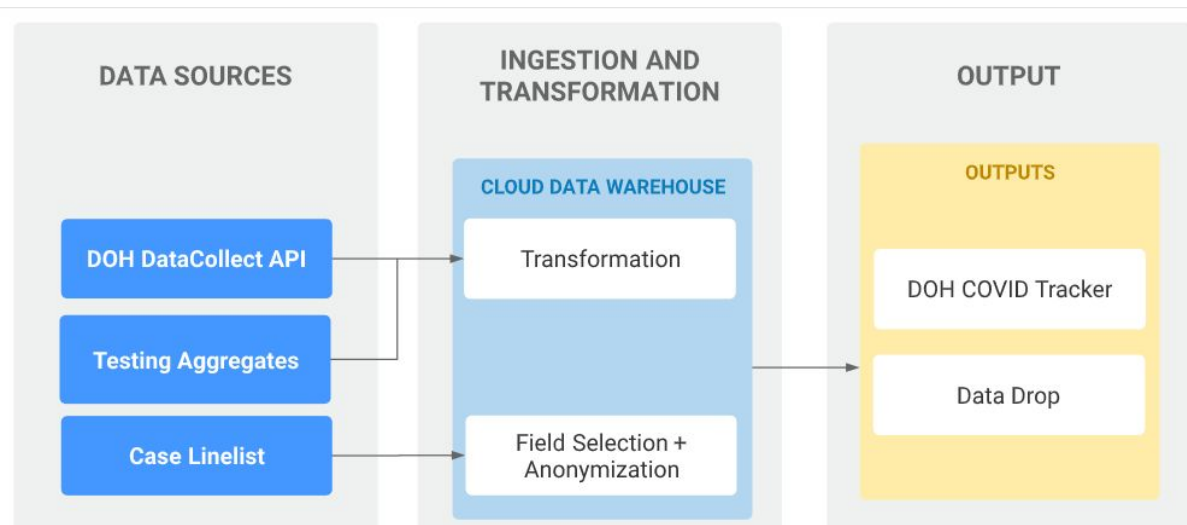 DATA SOURCES
DOH DataCollect API
Testing Aggregates
Case Linelist
INGESTION AND
TRANSFORMATION
CLOUD DATA WAREHOUSE
Transformation
Field Selection +
Anonymization
OUTPUT
OUTPUTS
DOH COVID Tracker
Data Drop